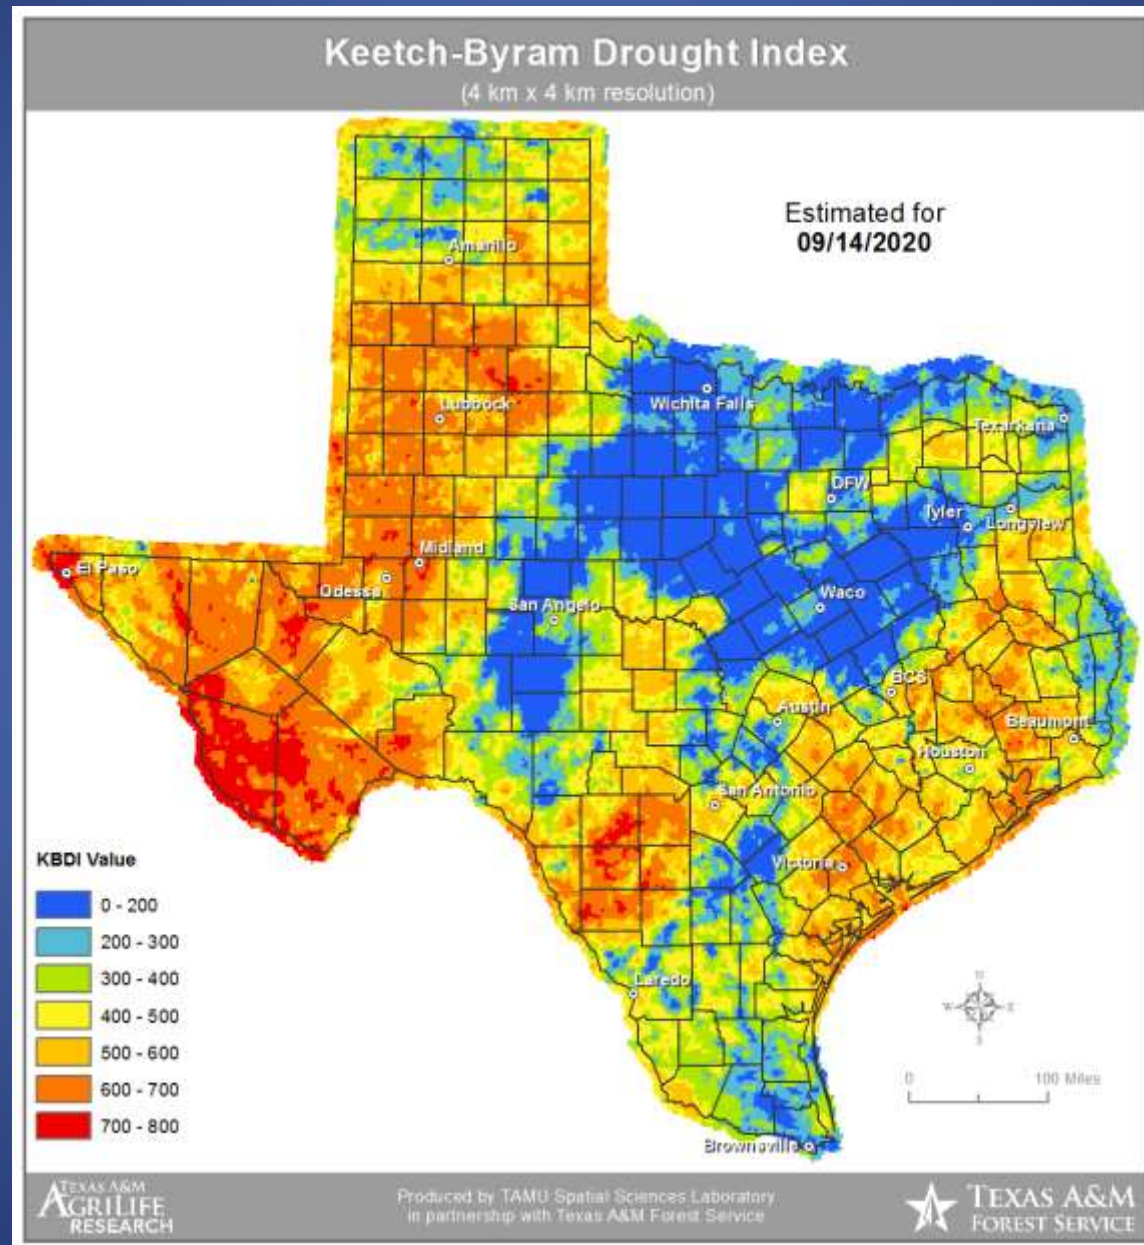 Keetch-Byram Drought Index
(4 km x 4 km resolution)
Estimated for
09/14/2020
Amarillo
Lubbock
Wichita Falls
Texarkana
DFW
Tyler
Longview
Midland
El Paso
Odessa
San Angelo
Waco
BCS
Austin
Beaumont
Houston
San Antonio
Victoria
Laredo
Brownsville
KBDI Value
0 - 200
200 - 300
300 - 400
400 - 500
500 - 600
600 - 700
700 - 800
N
W E
S
0 100 Miles
TEXAS A&M
AGRILIFE
RESEARCH
Produced by TAMU Spatial Sciences Laboratory
in partnership with Texas A&M Forest Service
TEXAS A&M
FOREST SERVICE